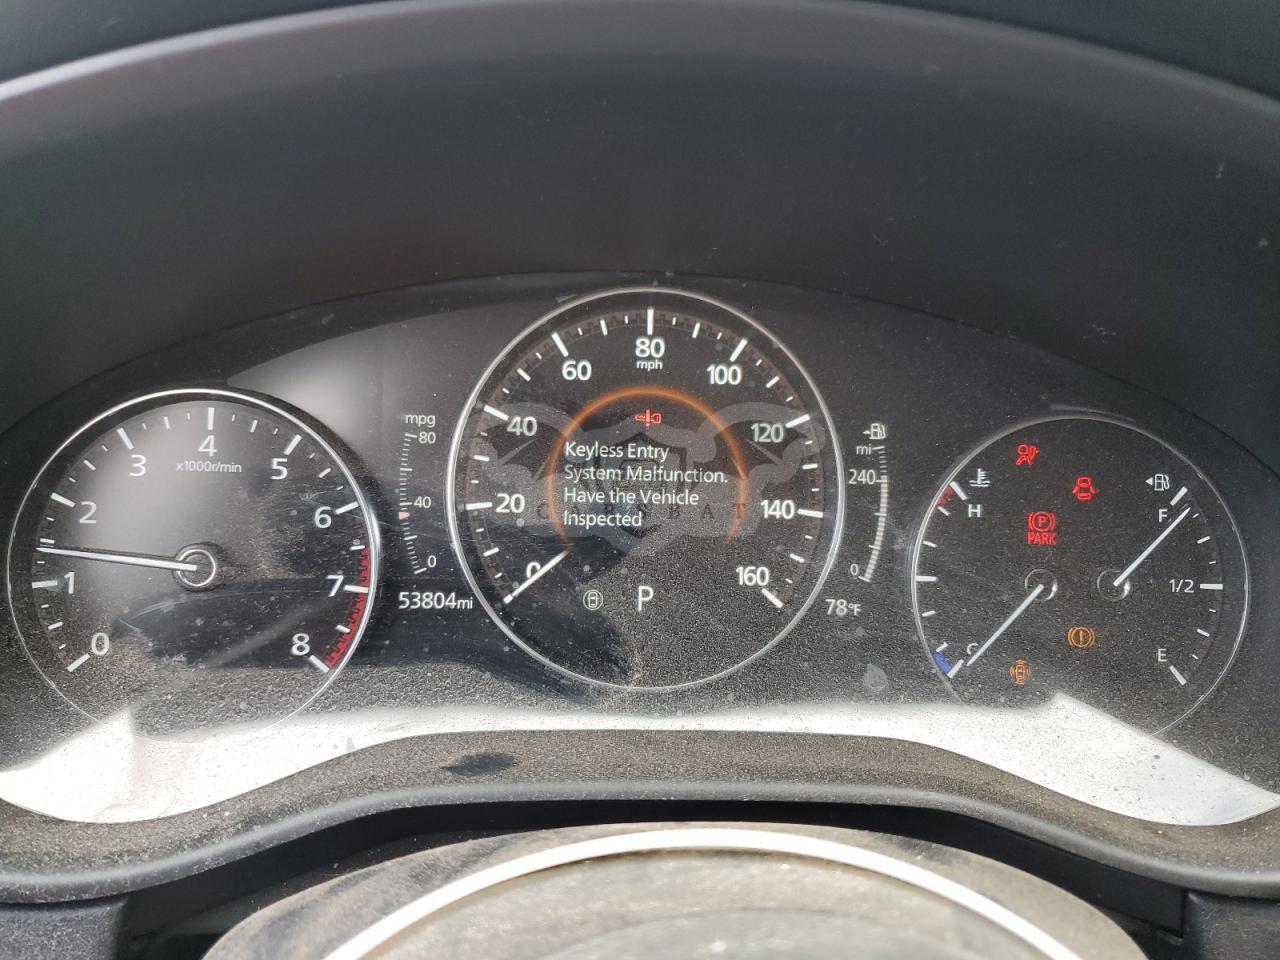 80
mph
60
100
40
120
20
140
0
160
Keyless Entry
System Malfunction.
Have the Vehicle
Inspected
CARSBAT
P
4
x1000r/min
3
5
2
6
1
7
0
8
mpg
80
40
0
53804mi
mi
240
0
78°F
H
C
P
PARK
F
1/2
E